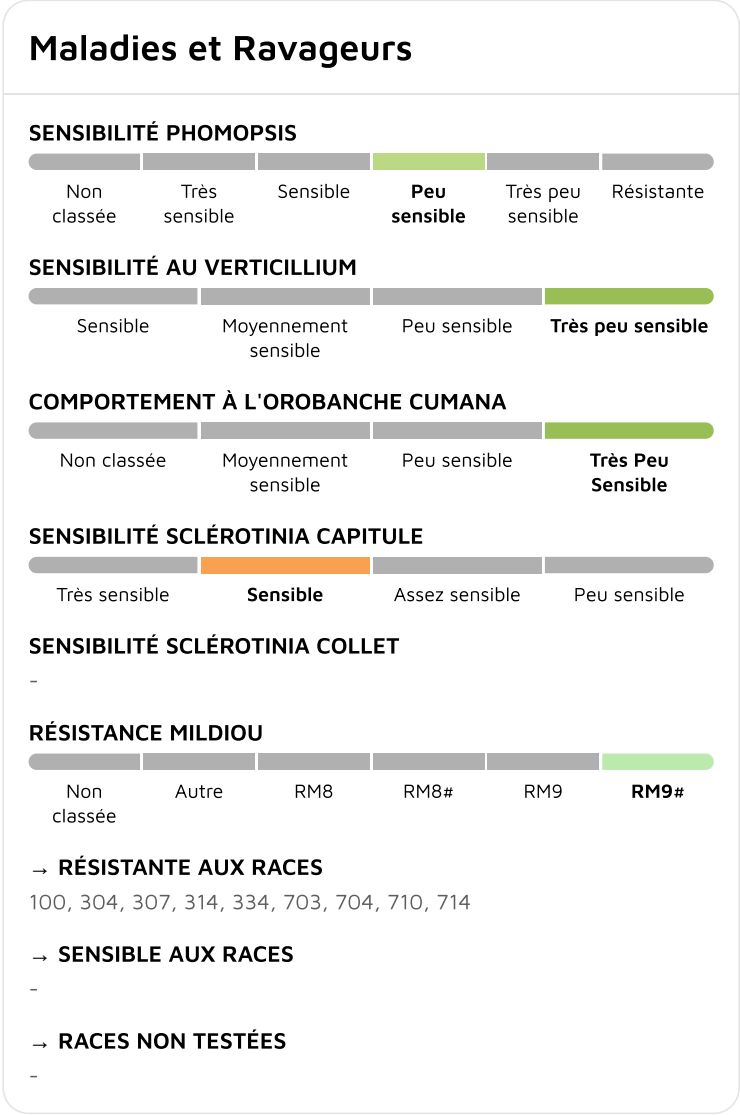 Maladies et Ravageurs
SENSIBILITÉ PHOMOPSIS
Non classée
Très sensible
Sensible
Peu sensible
Très peu sensible
Résistante
SENSIBILITÉ AU VERTICILLIUM
Sensible
Moyennement sensible
Peu sensible
Très peu sensible
COMPORTEMENT À L'OROBANCHE CUMANA
Non classée
Moyennement sensible
Peu sensible
Très Peu Sensible
SENSIBILITÉ SCLÉROTINIA CAPITULE
Très sensible
Sensible
Assez sensible
Peu sensible
SENSIBILITÉ SCLÉROTINIA COLLET
-
RÉSISTANCE MILDIOU
Non classée
Autre
RM8
RM8#
RM9
RM9#
→ RÉSISTANTE AUX RACES
100, 304, 307, 314, 334, 703, 704, 710, 714
→ SENSIBLE AUX RACES
-
→ RACES NON TESTÉES
-